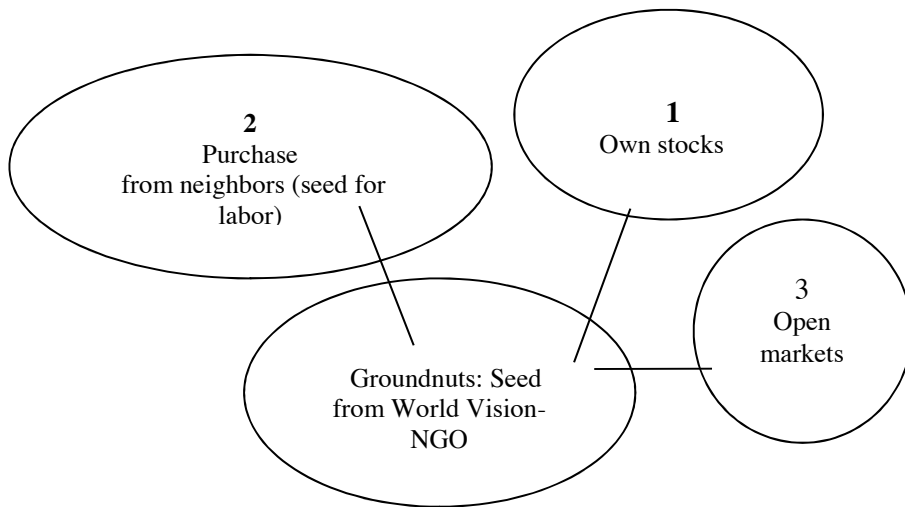 2
Purchase
from neighbors (seed for
labor)
1
Own stocks
3
Open
markets
Groundnuts: Seed
from World Vision-
NGO